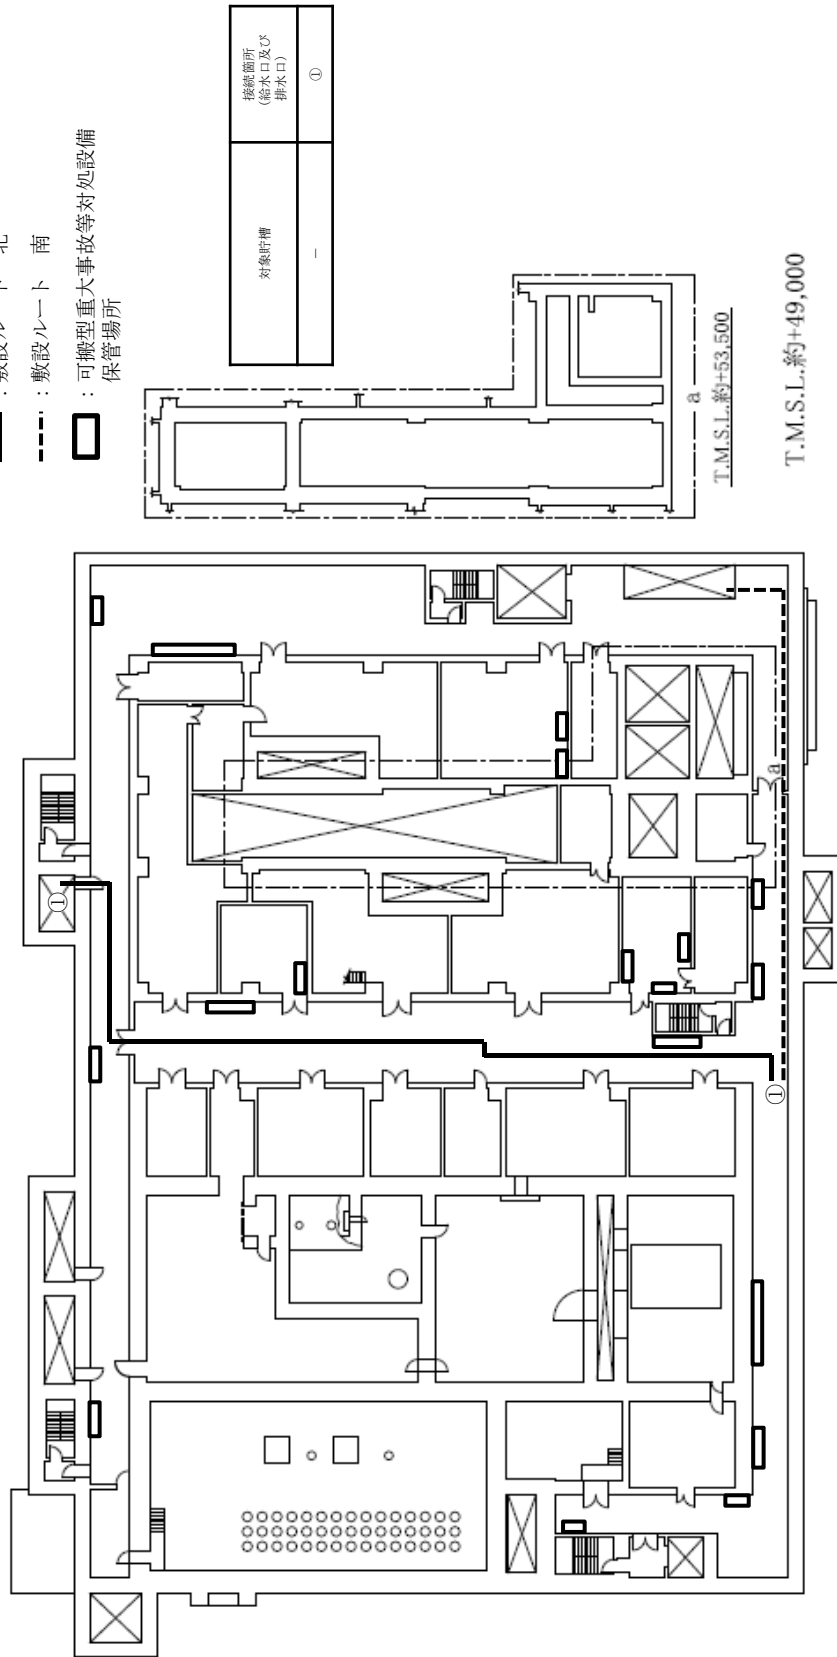 ：敷設ルート 北
：敷設ルート 南
：可搬型重大事故等対処設備
保管場所
対象貯槽
接続箇所
(給水口及び
排水口)
－
①
a
T.M.S.L.約+53,500
T.M.S.L.約+49,000
①
a
①